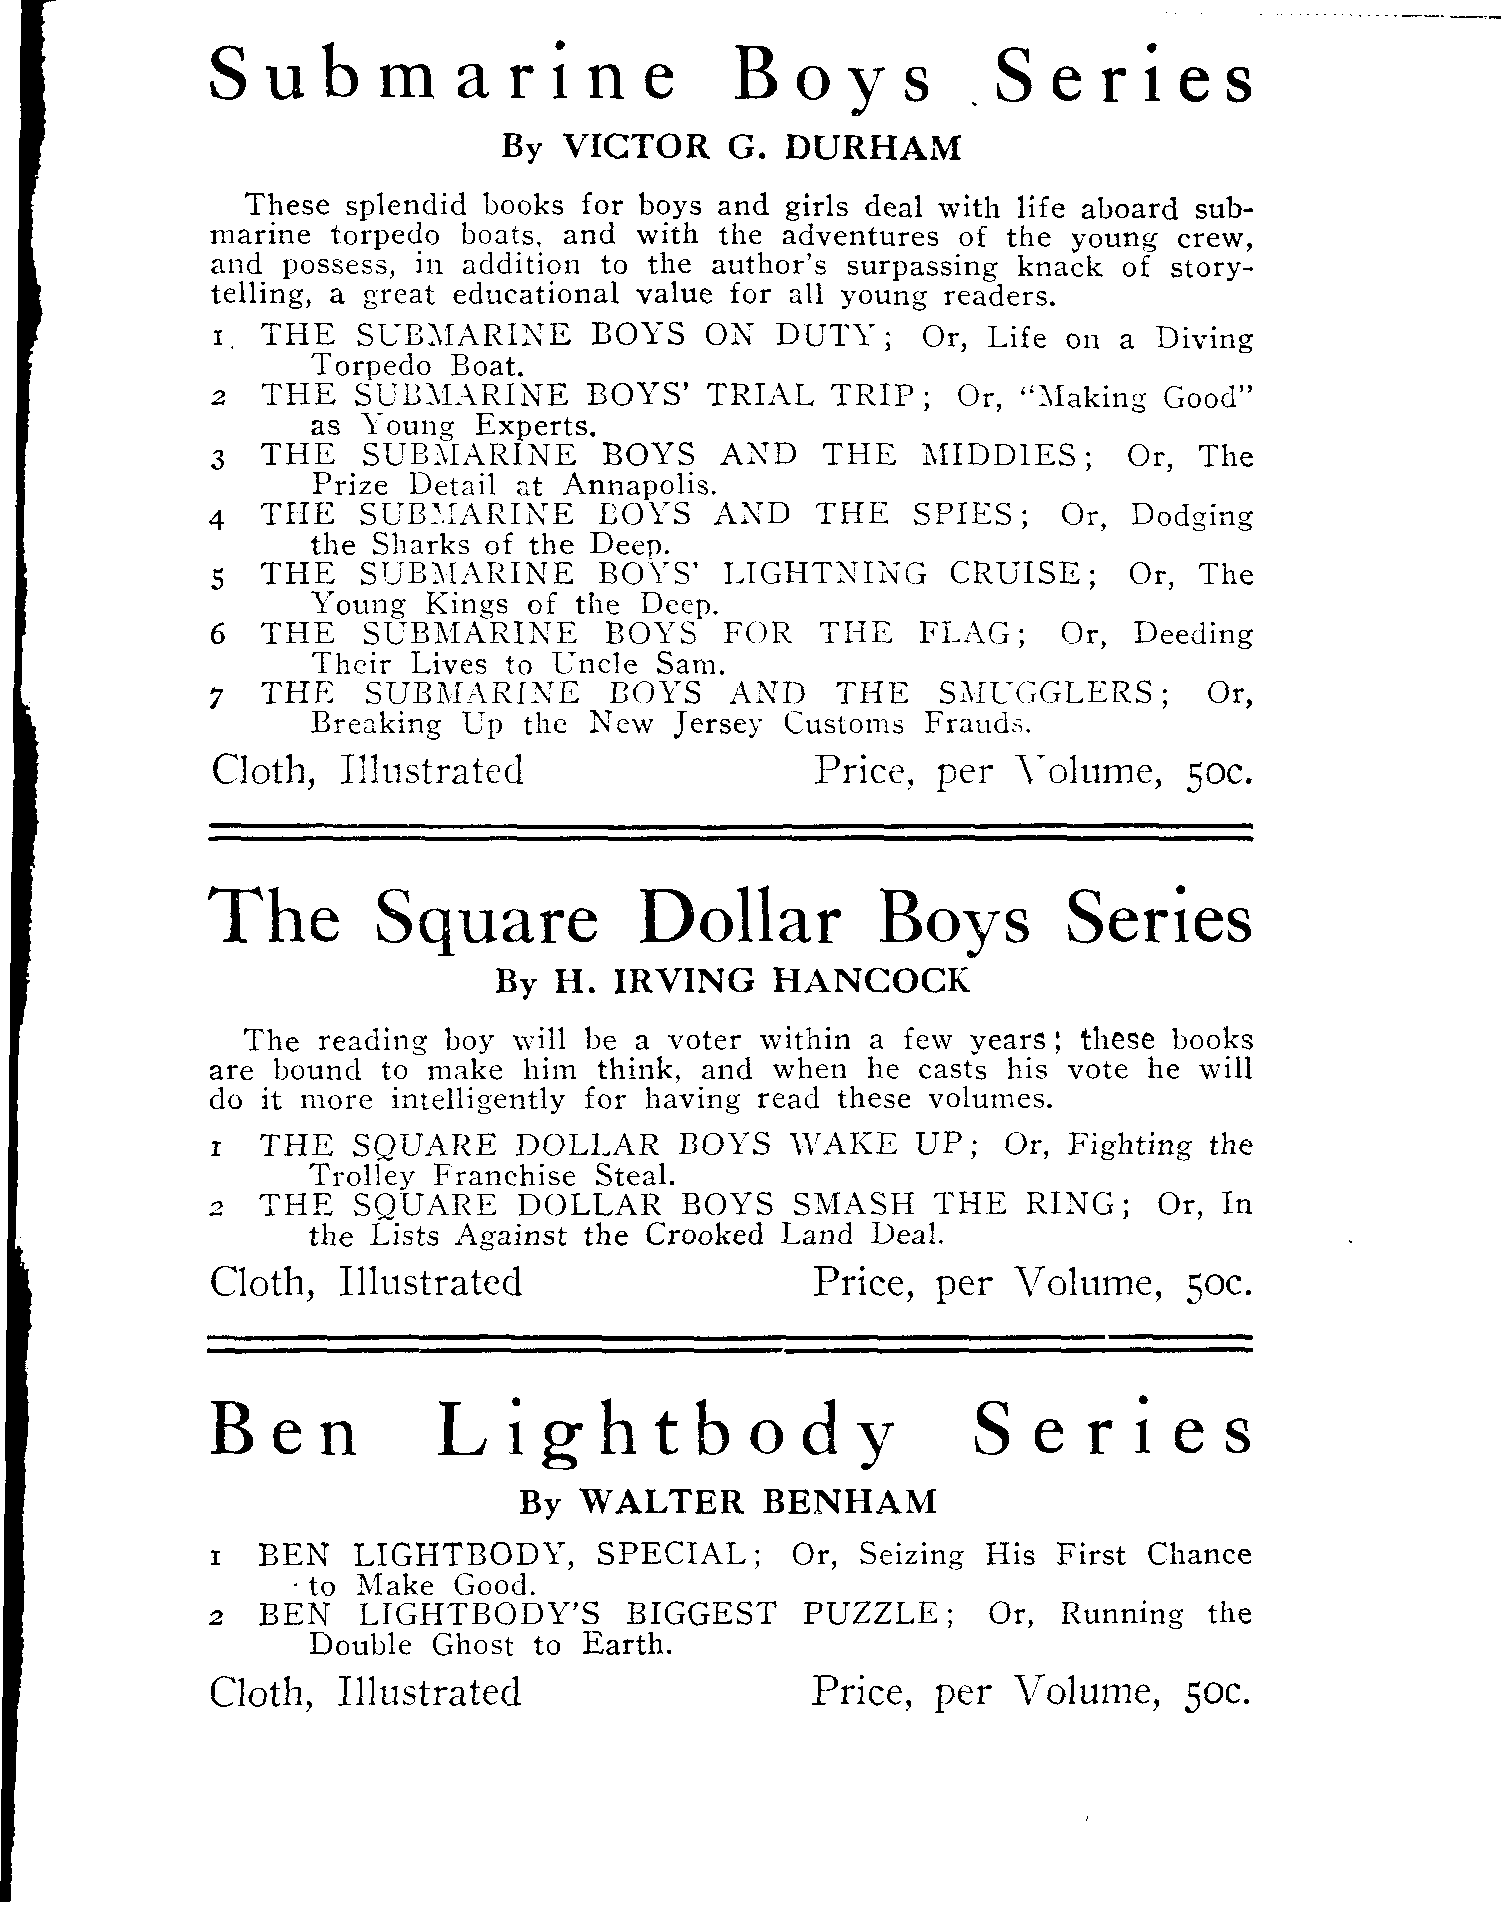 Submarine Boys Series
By VICTOR G. DURHAM
These splendid books for boys and girls deal with life aboard sub-
marine torpedo boats, and with the adventures of the young crew,
and possess, in addition to the author's surpassing knack of story-
telling, a great educational value for all young readers.
1. THE SUBMARINE BOYS ON DUTY; Or, Life on a Diving
Torpedo Boat.
2 THE SUBMARINE BOYS' TRIAL TRIP; Or, "Making Good"
as Young Experts.
3 THE SUBMARINE BOYS AND THE MIDDIES; Or, The
Prize Detail at Annapolis.
4 THE SUBMARINE BOYS AND THE SPIES; Or, Dodging
the Sharks of the Deep.
5 THE SUBMARINE BOYS' LIGHTNING CRUISE; Or, The
Young Kings of the Deep.
6 THE SUBMARINE BOYS FOR THE FLAG; Or, Deeding
Their Lives to Uncle Sam.
7 THE SUBMARINE BOYS AND THE SMUGGLERS; Or,
Breaking Up the New Jersey Customs Frauds.
Cloth, Illustrated Price, per Volume, 50c.
The Square Dollar Boys Series
By H. IRVING HANCOCK
The reading boy will be a voter within a few years; these books
are bound to make him think, and when he casts his vote he will
do it more intelligently for having read these volumes.
1 THE SQUARE DOLLAR BOYS WAKE UP; Or, Fighting the
Trolley Franchise Steal.
2 THE SQUARE DOLLAR BOYS SMASH THE RING; Or, In
the Lists Against the Crooked Land Deal.
Cloth, Illustrated Price, per Volume, 50c.
Ben Lightbody Series
By WALTER BENHAM
1 BEN LIGHTBODY, SPECIAL; Or, Seizing His First Chance
to Make Good.
2 BEN LIGHTBODY'S BIGGEST PUZZLE; Or, Running the
Double Ghost to Earth.
Cloth, Illustrated Price, per Volume, 50c.